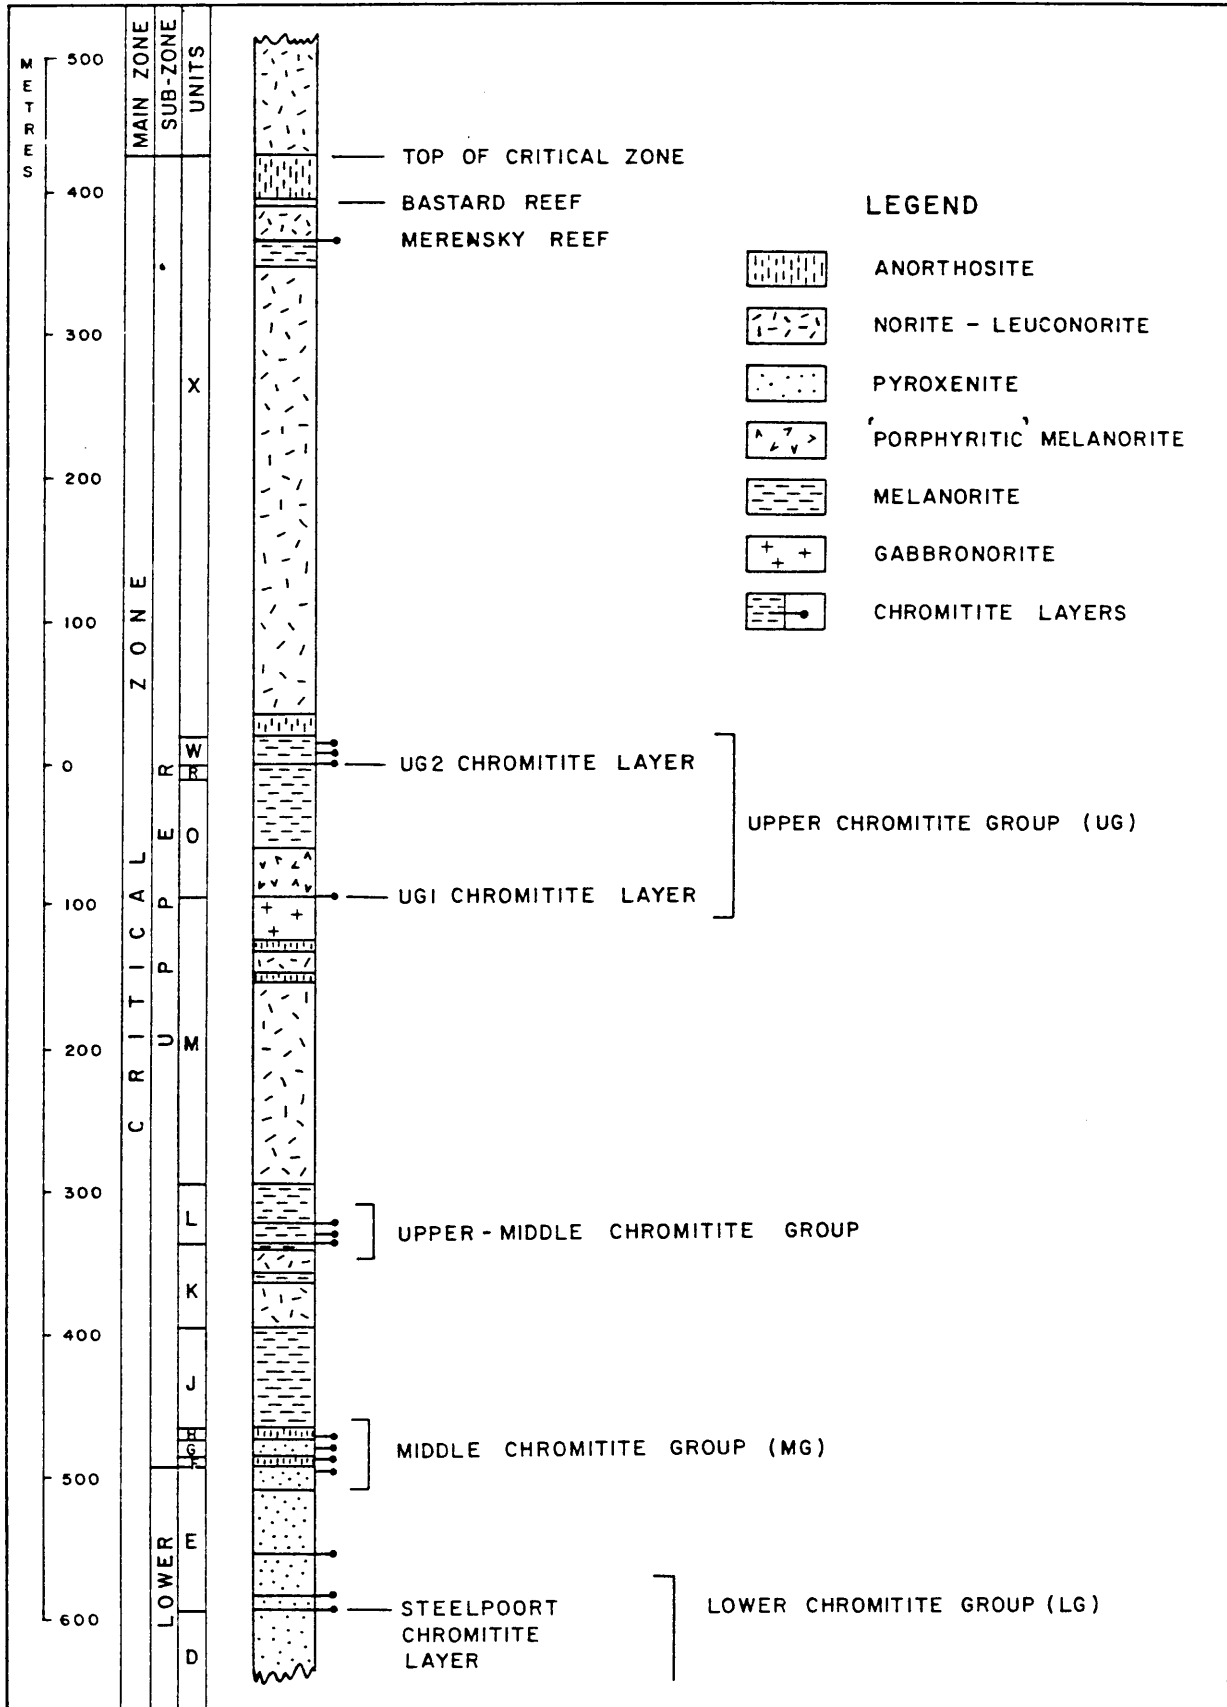 METRES
MAIN ZONE
SUB-ZONE
UNITS
500
400
300
200
100
0
100
200
300
400
500
600
CRITICAL ZONE
UPPER
LOWER
X
W
R
O
M
L
K
J
H
G
E
D
TOP OF CRITICAL ZONE
BASTARD REEF
MERENSKY REEF
UG2 CHROMITITE LAYER
UG1 CHROMITITE LAYER
UPPER CHROMITITE GROUP (UG)
UPPER-MIDDLE CHROMITITE GROUP
MIDDLE CHROMITITE GROUP (MG)
STEELPOORT
CHROMITITE
LAYER
LOWER CHROMITITE GROUP (LG)
LEGEND
ANORTHOSITE
NORITE - LEUCONORITE
PYROXENITE
'PORPHYRITIC' MELANORITE
MELANORITE
GABBRONORITE
CHROMITITE LAYERS